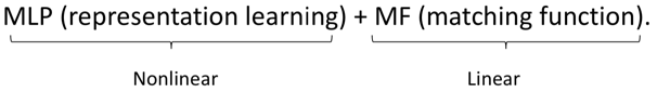 MLP (representation learning) + MF (matching function).
Nonlinear Linear